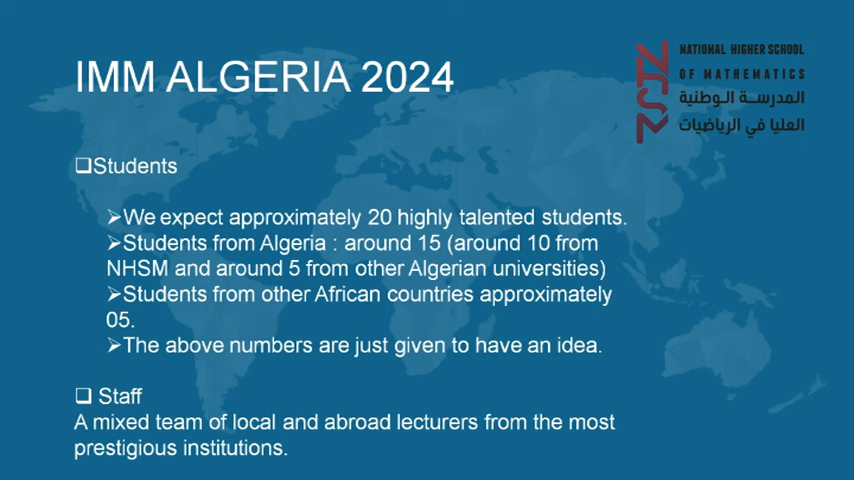 IMM ALGERIA 2024
NATIONAL HIGHER SCHOOL
OF MATHEMATICS
المدرسة الوطنية
العليا في الرياضيات
❑Students
➢We expect approximately 20 highly talented students.
➢Students from Algeria : around 15 (around 10 from
NHSM and around 5 from other Algerian universities)
➢Students from other African countries approximately
05.
➢The above numbers are just given to have an idea.
❑ Staff
A mixed team of local and abroad lecturers from the most
prestigious institutions.